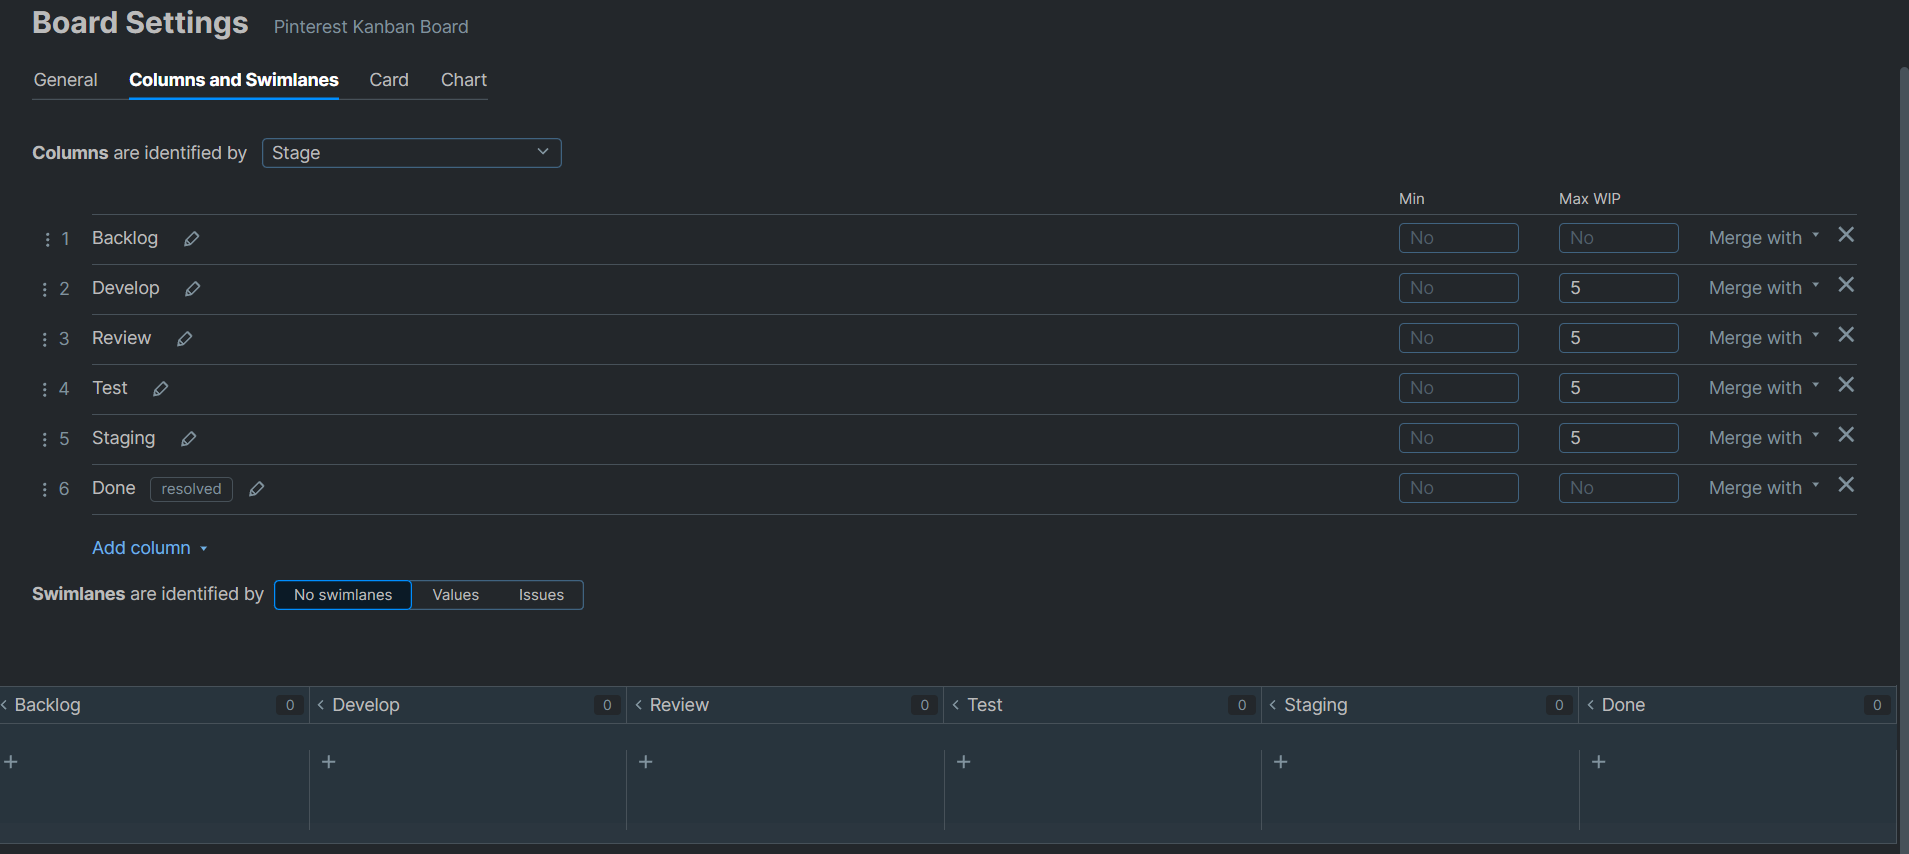 Board Settings Pinterest Kanban Board
General Columns and Swimlanes Card Chart
Columns are identified by Stage
Min Max WIP
1 Backlog No No Merge with
2 Develop No 5 Merge with
3 Review No 5 Merge with
4 Test No 5 Merge with
5 Staging No 5 Merge with
6 Done resolved No No Merge with
Add column
Swimlanes are identified by No swimlanes Values Issues
Backlog 0 Develop 0 Review 0 Test 0 Staging 0 Done 0